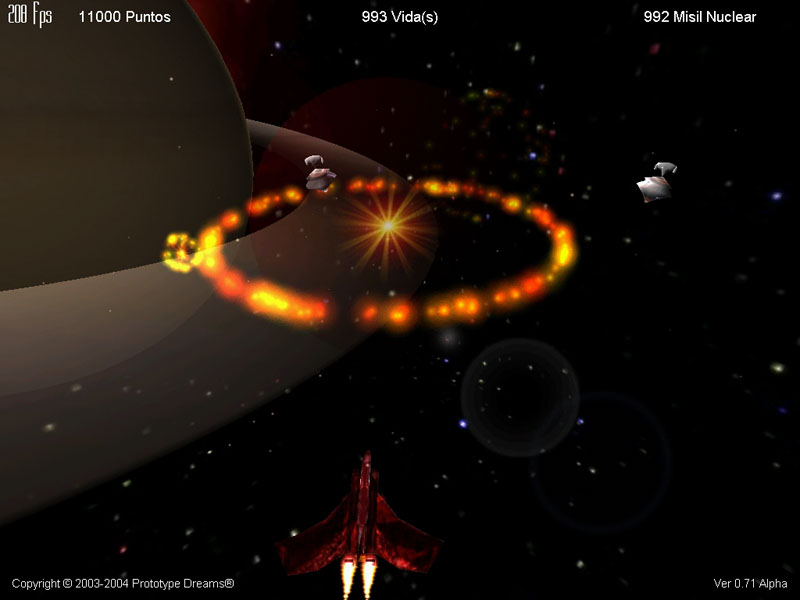 208 Fps 11000 Puntos 993 Vida(s) 992 Misil Nuclear
Copyright © 2003-2004 Prototype Dreams® Ver 0.71 Alpha